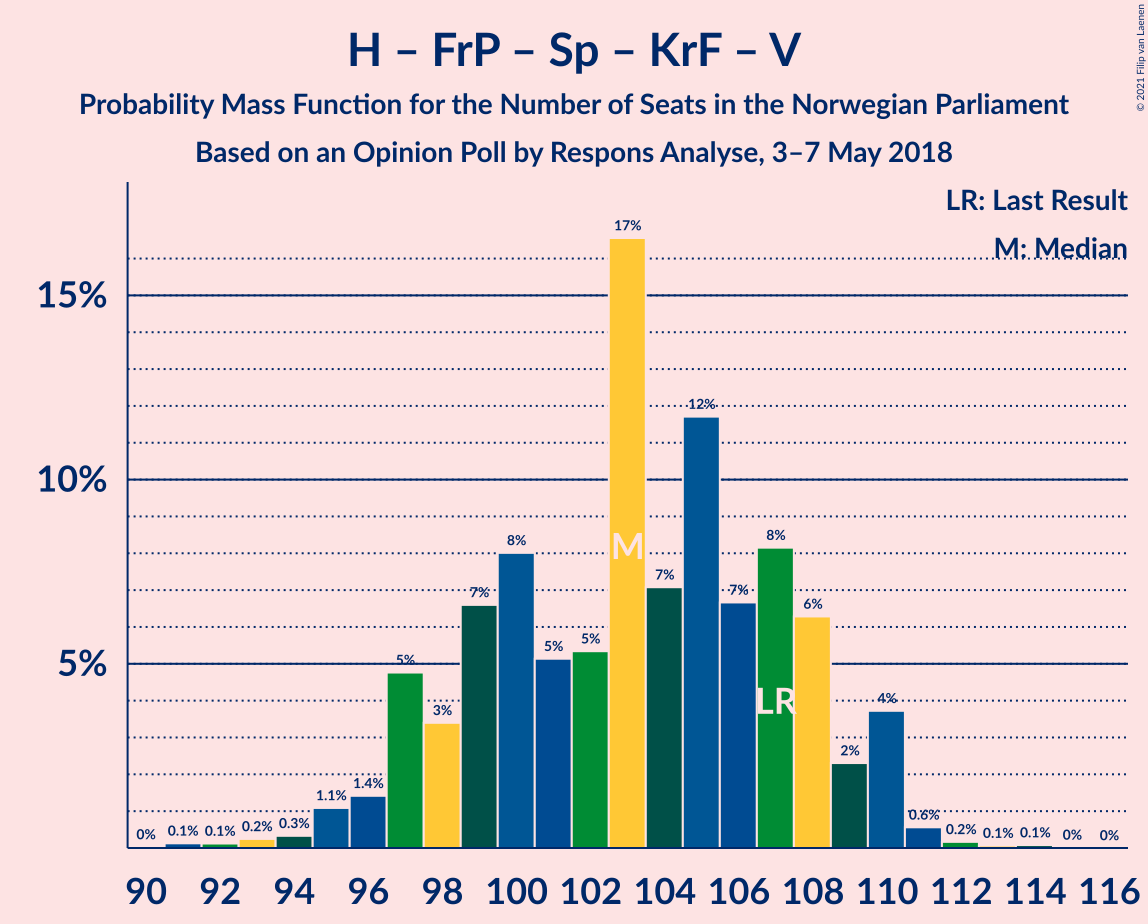 H – FrP – Sp – KrF – V
Probability Mass Function for the Number of Seats in the Norwegian Parliament
Based on an Opinion Poll by Respons Analyse, 3–7 May 2018
© 2021 Filip van Laenen
LR: Last Result
M: Median
15%
10%
5%
0% 0.1% 0.1% 0.2% 0.3% 1.1% 1.4% 5% 3% 7% 8% 5% 5% 17% 7% 12% 7% 8% 6% 2% 4% 0.6% 0.2% 0.1% 0.1% 0% 0%
M
LR
90 92 94 96 98 100 102 104 106 108 110 112 114 116